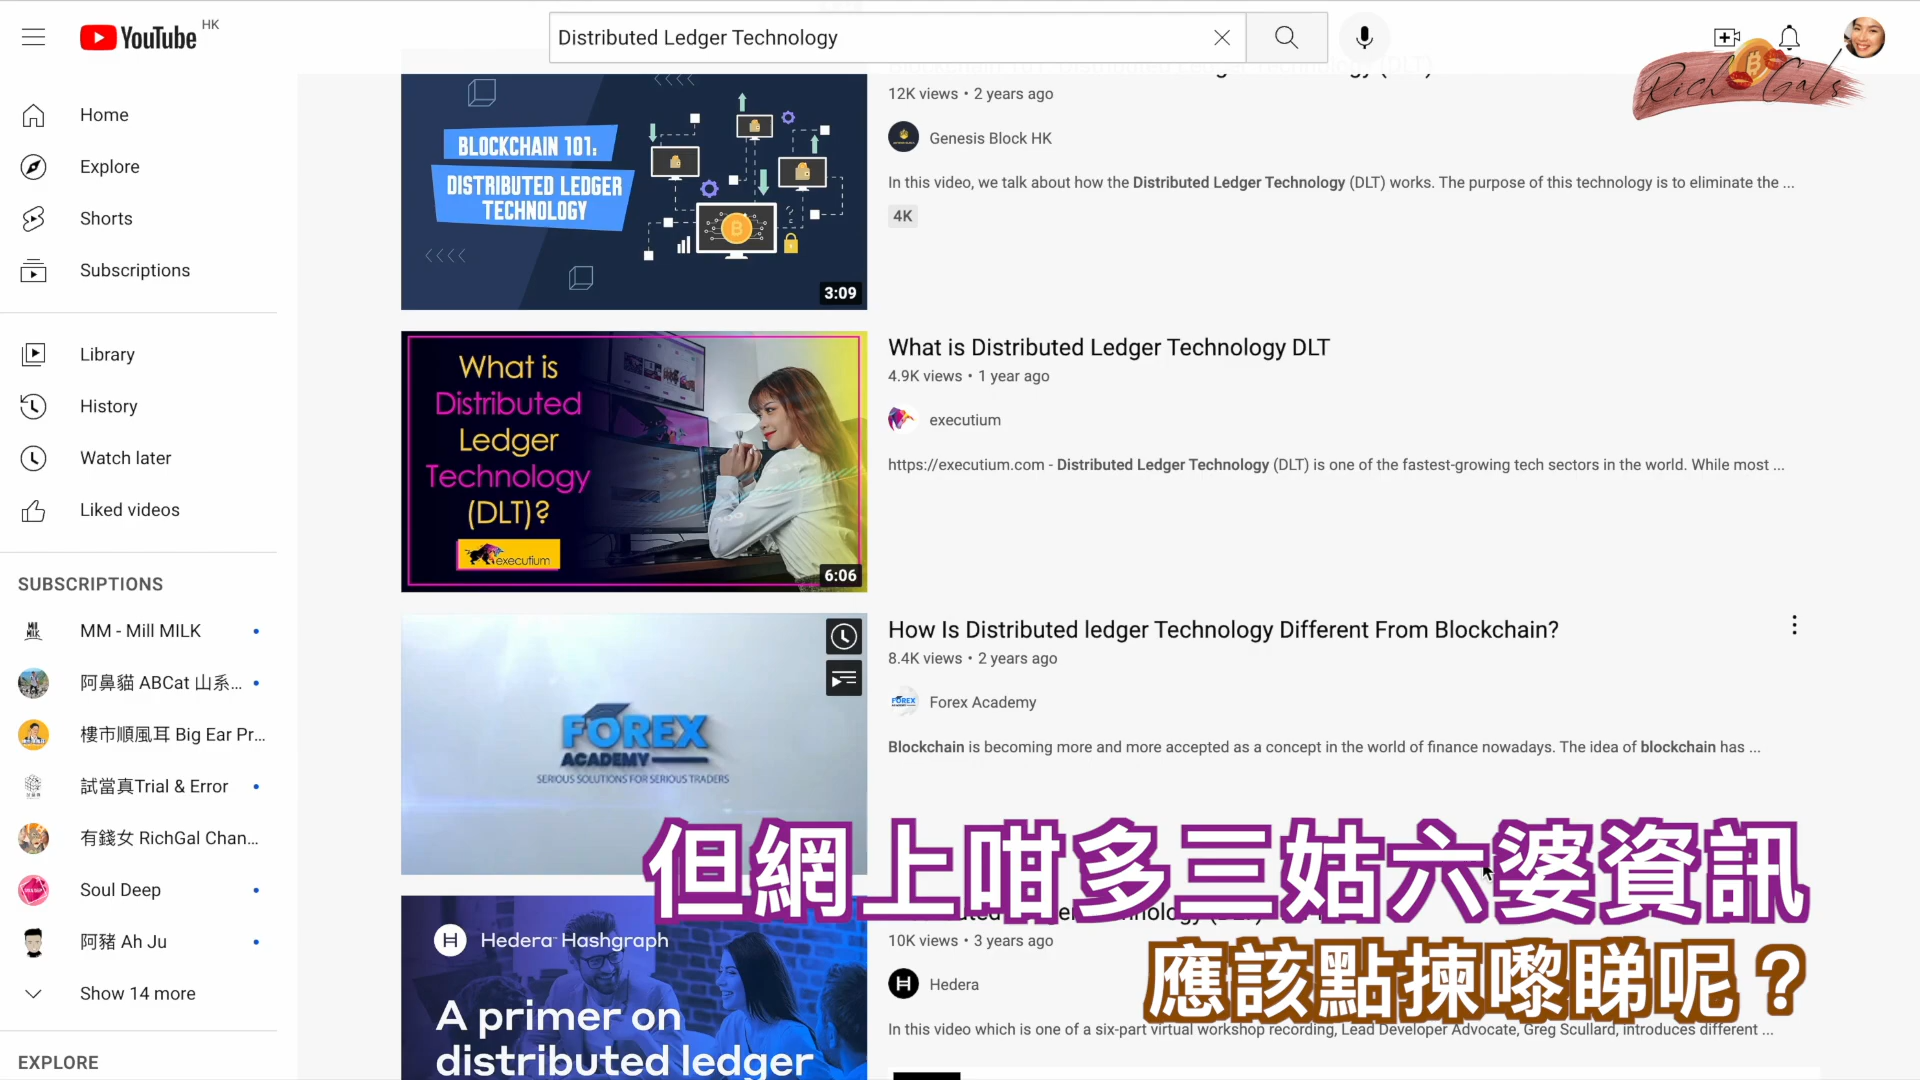 YouTube HK
Distributed Ledger Technology
Rich Gals
Home
Explore
Shorts
Subscriptions
Library
History
Watch later
Liked videos
SUBSCRIPTIONS
MM - Mill MILK
阿鼻貓 ABCat 山系...
樓市順風耳 Big Ear Pr...
試當真Trial & Error
有錢女 RichGal Chan...
Soul Deep
阿豬 Ah Ju
Show 14 more
EXPLORE
BLOCKCHAIN 101:
DISTRIBUTED LEDGER
TECHNOLOGY
3:09
12K views • 2 years ago
Genesis Block HK
In this video, we talk about how the Distributed Ledger Technology (DLT) works. The purpose of this technology is to eliminate the ...
4K
What is
Distributed
Ledger
Technology
(DLT)?
executium
6:06
What is Distributed Ledger Technology DLT
4.9K views • 1 year ago
executium
https://executium.com - Distributed Ledger Technology (DLT) is one of the fastest-growing tech sectors in the world. While most ...
FOREX
ACADEMY
SERIOUS SOLUTIONS FOR SERIOUS TRADERS
How Is Distributed ledger Technology Different From Blockchain?
8.4K views • 2 years ago
FOREX
Forex Academy
Blockchain is becoming more and more accepted as a concept in the world of finance nowadays. The idea of blockchain has ...
但網上咁多三姑六婆資訊
應該點揀嚟睇呢？
Hedera Hashgraph
A primer on
distributed ledger
10K views • 3 years ago
Hedera
In this video which is one of a six-part virtual workshop recording, Lead Developer Advocate, Greg Scullard, introduces different ...